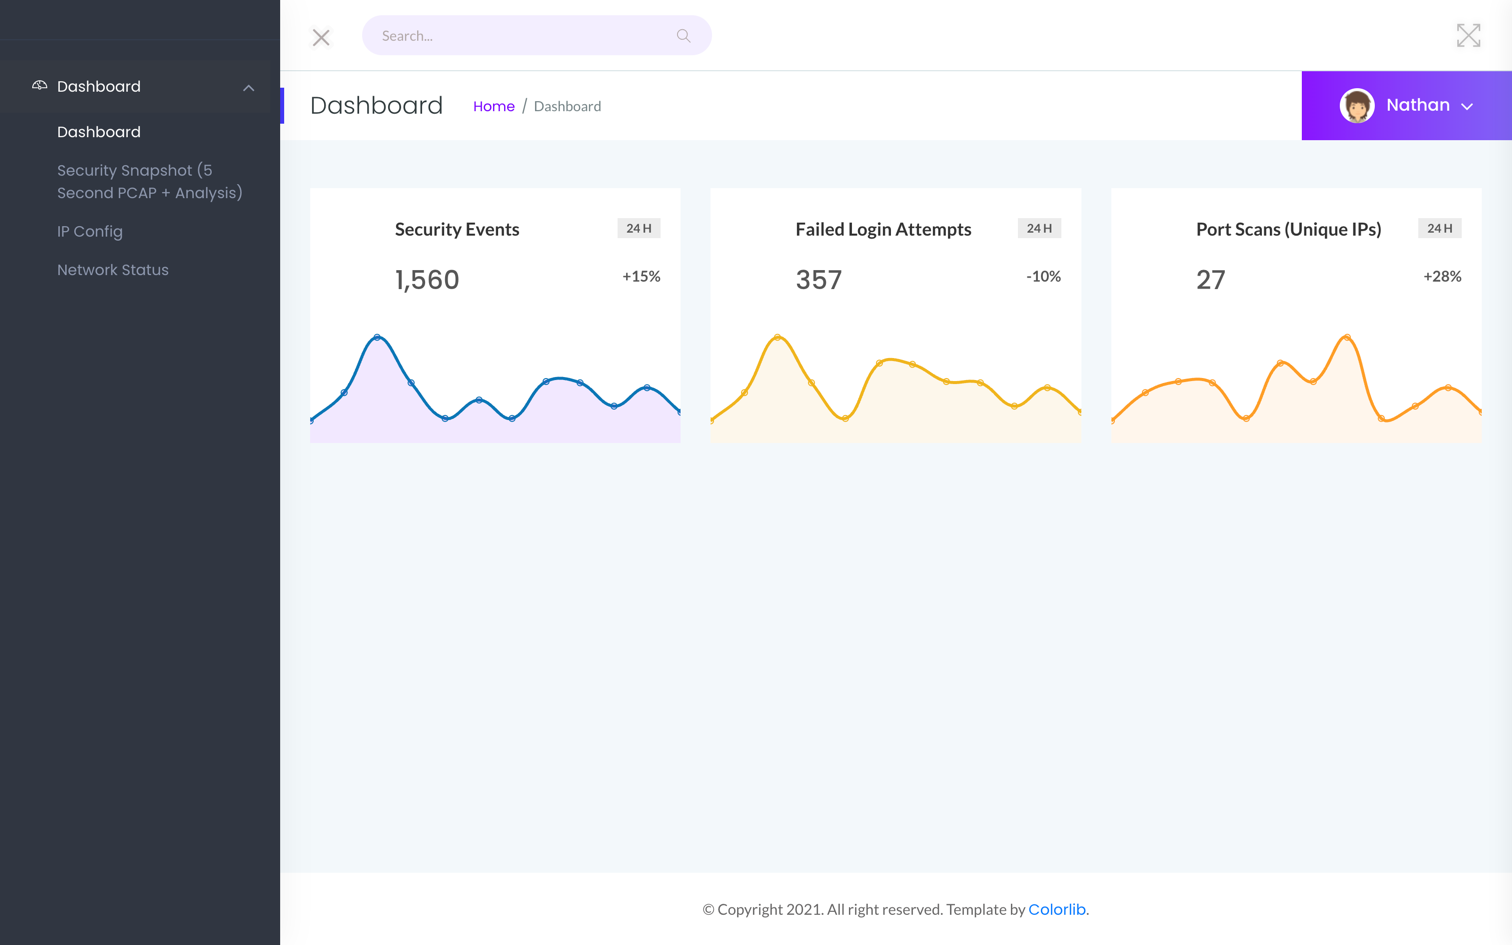 Search...
Dashboard
Dashboard
Security Snapshot (5
Second PCAP + Analysis)
IP Config
Network Status
Dashboard
Home / Dashboard
Nathan
Security Events
24 H
1,560
+15%
Failed Login Attempts
24 H
357
-10%
Port Scans (Unique IPs)
24 H
27
+28%
© Copyright 2021. All right reserved. Template by Colorlib.